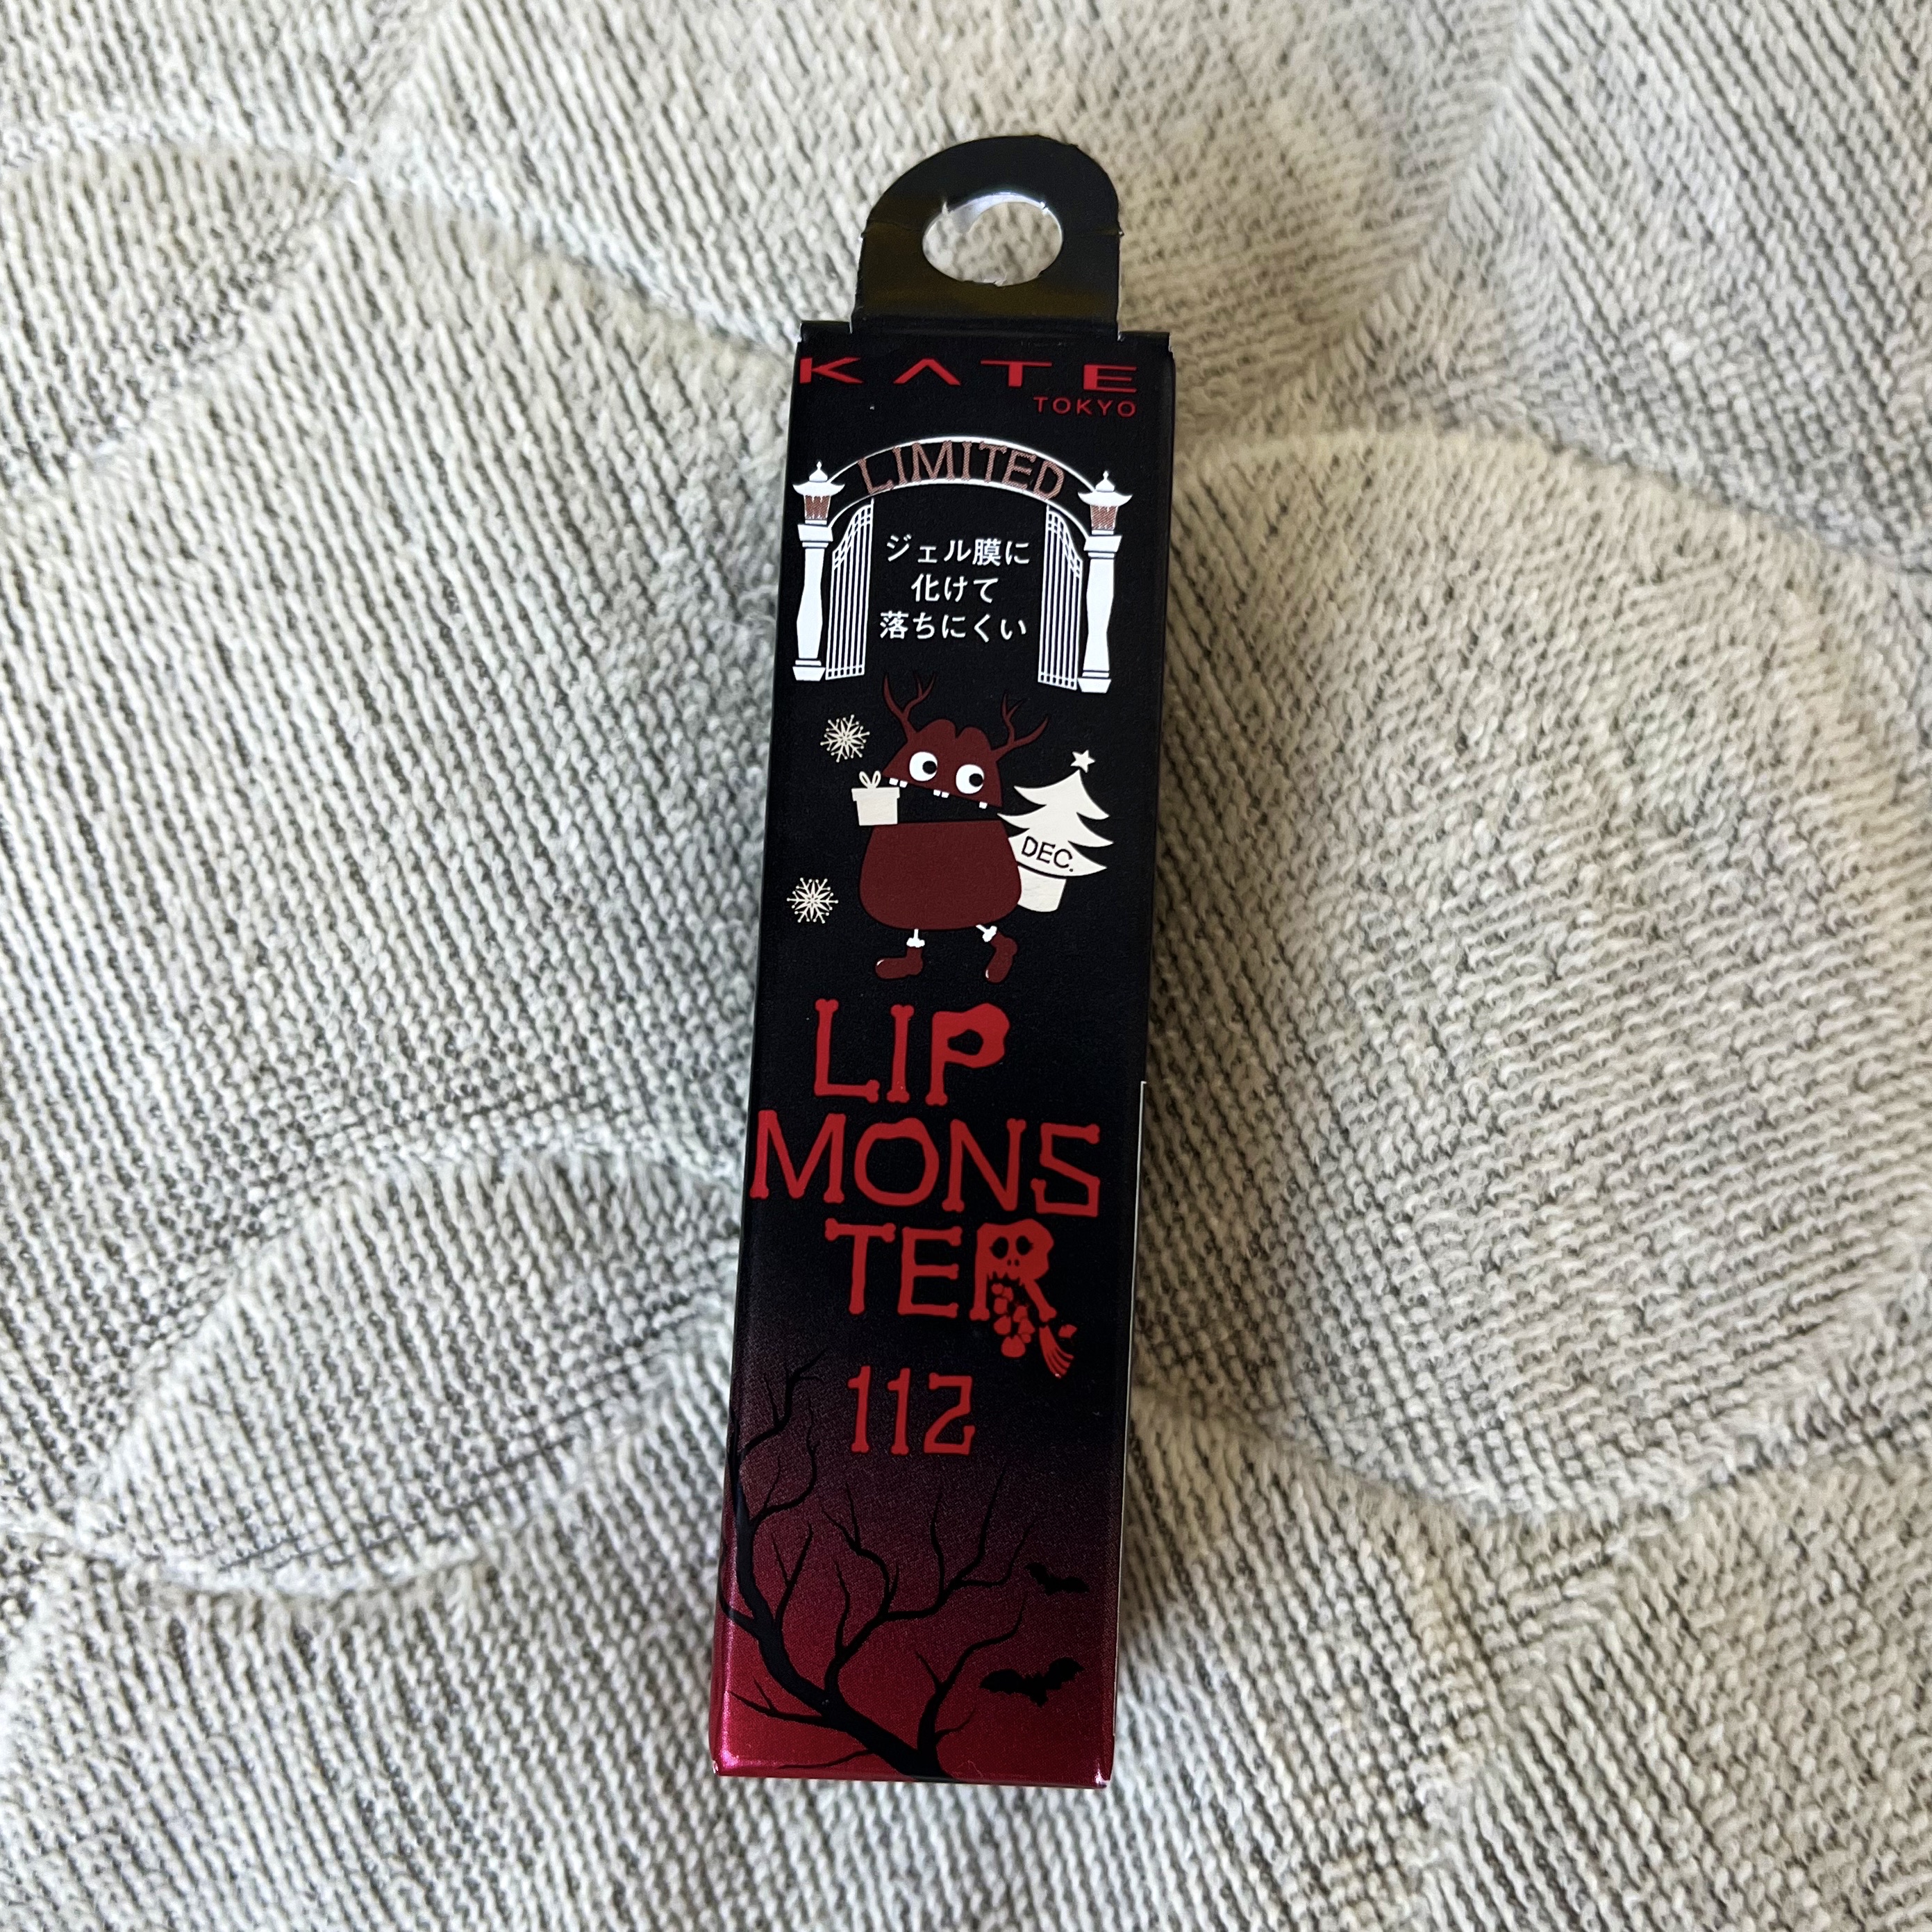 KATE
TOKYO
LIMITED
ジェル膜に
化けて
落ちにくい
DEC.
LIP
MONS
TER
112